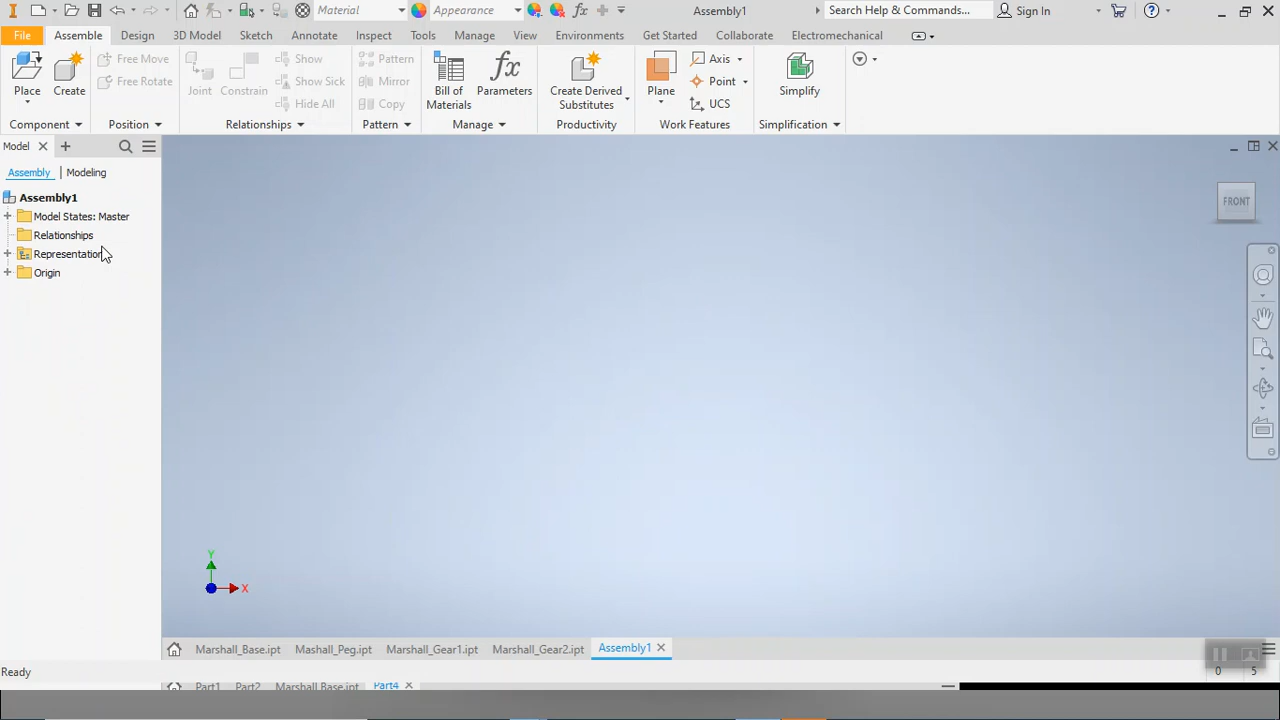 Material Appearance fx Assembly1 Search Help & Commands... Sign In
File Assemble Design 3D Model Sketch Annotate Inspect Tools Manage View Environments Get Started Collaborate Electromechanical
Place Create Free Move Free Rotate Joint Constrain Show Show Sick Hide All Pattern Mirror Copy Bill of Materials fx Parameters Create Derived Substitutes Plane Axis Point UCS Simplify
Component Position Relationships Pattern Manage Productivity Work Features Simplification
Model
Assembly Modeling
Assembly1
Model States: Master
Relationships
Representation
Origin
FRONT
Y
X
Marshall_Base.ipt Mashall_Peg.ipt Marshall_Gear1.ipt Marshall_Gear2.ipt Assembly1
Ready 0 5
Part1 Part2 Marshall Base.ipt Part4